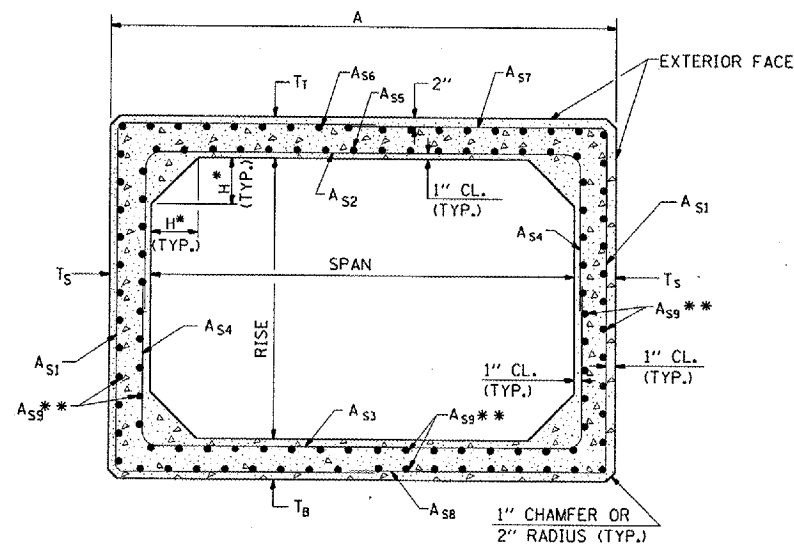 A
EXTERIOR FACE
T_T
A_S6
A_S5
2"
A_S7
H*
(TYP.)
A_S2
1" CL.
(TYP.)
H*
(TYP.)
A_S4
A_S1
T_S
SPAN
T_S
A_S4
RISE
A_S9**
A_S1
1" CL.
(TYP.)
1" CL.
(TYP.)
A_S9**
A_S3
A_S9**
T_B
A_S8
1" CHAMFER OR
2" RADIUS (TYP.)